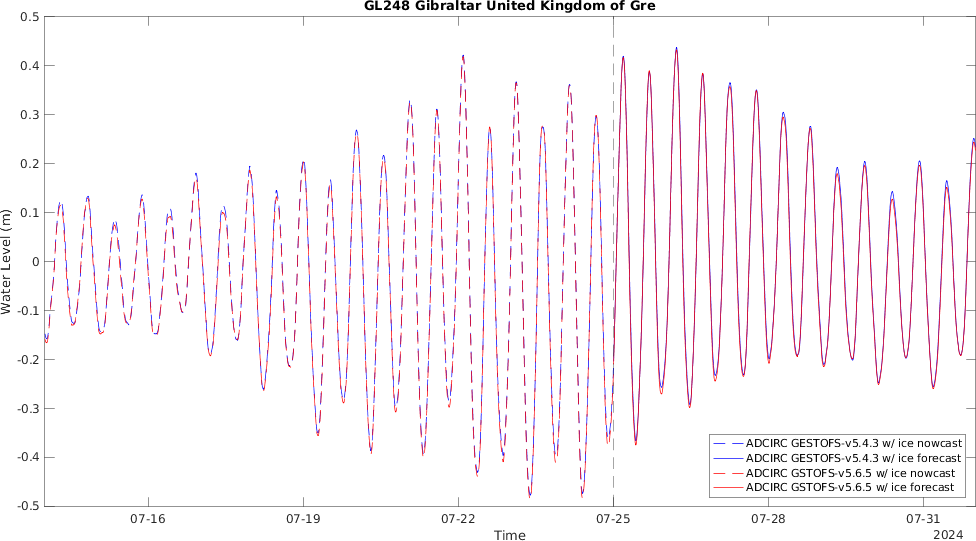 GL248 Gibraltar United Kingdom of Gre
0.5
0.4
0.3
0.2
0.1
0
-0.1
-0.2
-0.3
-0.4
-0.5
Water Level (m)
ADCIRC GESTOFS-v5.4.3 w/ ice nowcast
ADCIRC GESTOFS-v5.4.3 w/ ice forecast
ADCIRC GSTOFS-v5.6.5 w/ ice nowcast
ADCIRC GSTOFS-v5.6.5 w/ ice forecast
07-16 07-19 07-22 07-25 07-28 07-31
Time 2024